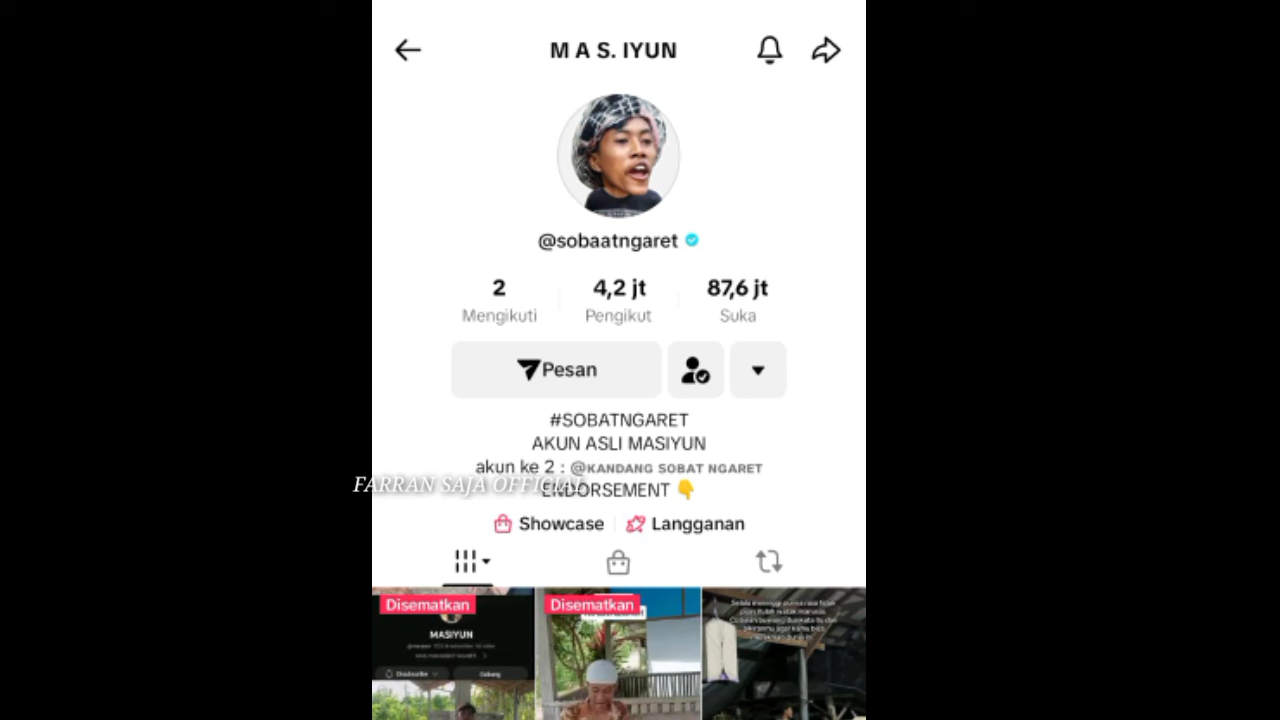 M A S. IYUN
@sobaatngaret
2 4,2 jt 87,6 jt
Mengikuti Pengikut Suka
Pesan
#SOBATNGARET
AKUN ASLI MASIYUN
akun ke 2 : @KANDANG SOBAT NGARET
FARRAN SAJA OFFICIAL
ENDORSEMENT 👇
Showcase Langganan
Disematkan Disematkan
MASIYUN